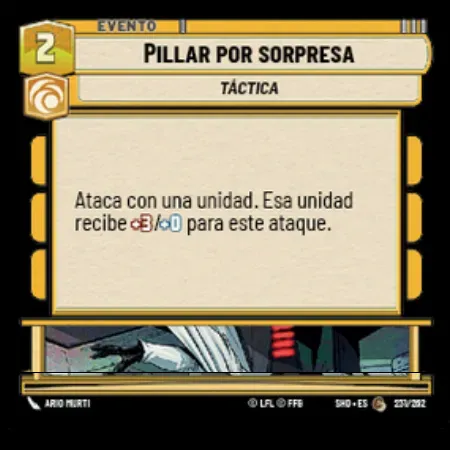 EVENTO
2
PILLAR POR SORPRESA
TÁCTICA
Ataca con una unidad. Esa unidad
recibe +3/+0 para este ataque.
ARIO MURTI
© LFL ® FFG
SHD • ES
231/262